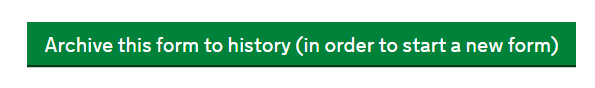 Archive this form to history (in order to start a new form)